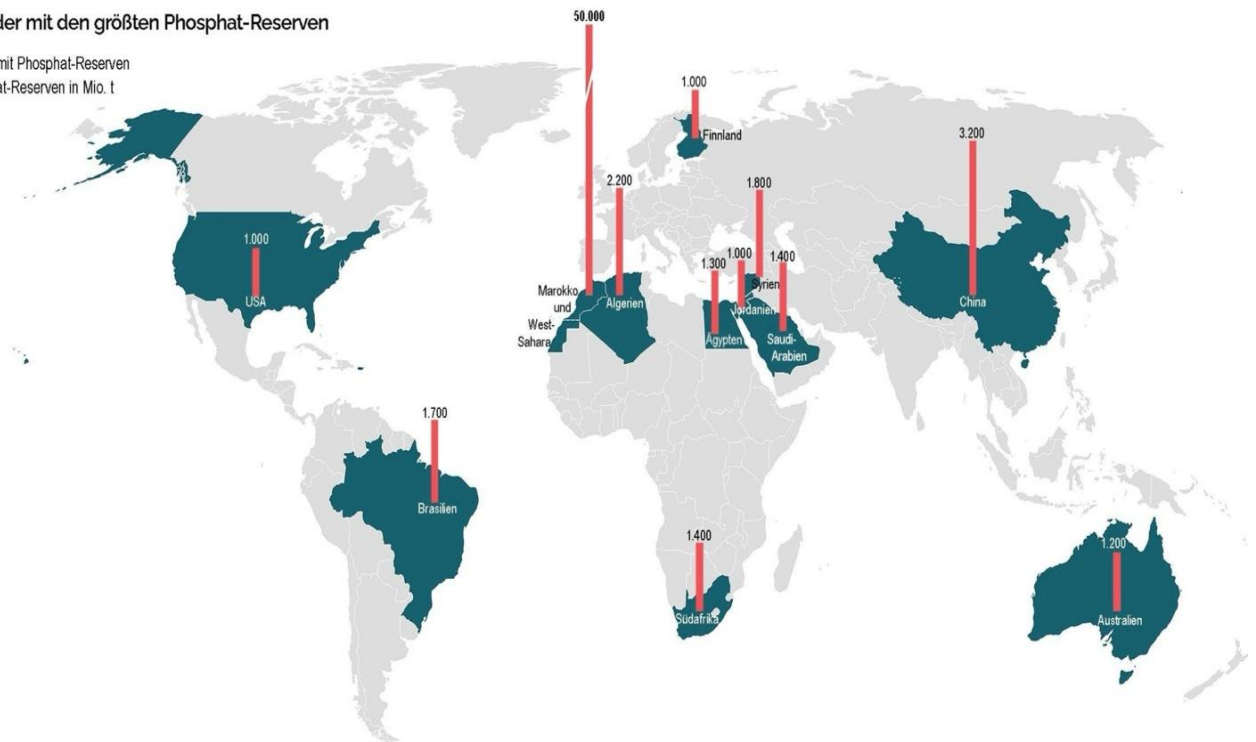 der mit den größten Phosphat-Reserven
mit Phosphat-Reserven
at-Reserven in Mio. t
50.000
1.000
Finnland
3.200
2.200
1.800
1.000
1.000
1.300
1.400
Syrien
Marokko
und
West-
Sahara
Algerien
Jordanien
Ägypten
Saudi-
Arabien
USA
China
1.700
Brasilien
1.400
Südafrika
1.200
Australien